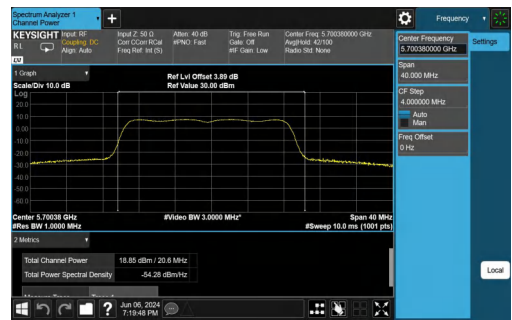 Spectrum Analyzer 1
Channel Power
+
Frequency
KEYSIGHT
RL
Input: RF
Coupling: DC
Align: Auto
Input Z: 50 Ω
Corr CCorr RCal
Freq Ref: Int (S)
Atten: 40 dB
#PNO: Fast
Trig: Free Run
Gate: Off
#IF Gain: Low
Center Freq: 5.700380000 GHz
Avg|Hold: 42/100
Radio Std: None
LV
Center Frequency
5.700380000 GHz
Settings
Span
40.000 MHz
CF Step
4.000000 MHz
Auto
Man
Freq Offset
0 Hz
Local
1 Graph
Scale/Div 10.0 dB
Ref Lvl Offset 3.89 dB
Ref Value 30.00 dBm
Log
20.0
10.0
0.00
-10.0
-20.0
-30.0
-40.0
-50.0
-60.0
Center 5.70038 GHz
#Video BW 3.0000 MHz*
Span 40 MHz
#Res BW 1.0000 MHz
#Sweep 10.0 ms (1001 pts)
2 Metrics
Total Channel Power
18.85 dBm / 20.6 MHz
Total Power Spectral Density
-54.28 dBm/Hz
?
Jun 06, 2024
7:19:48 PM